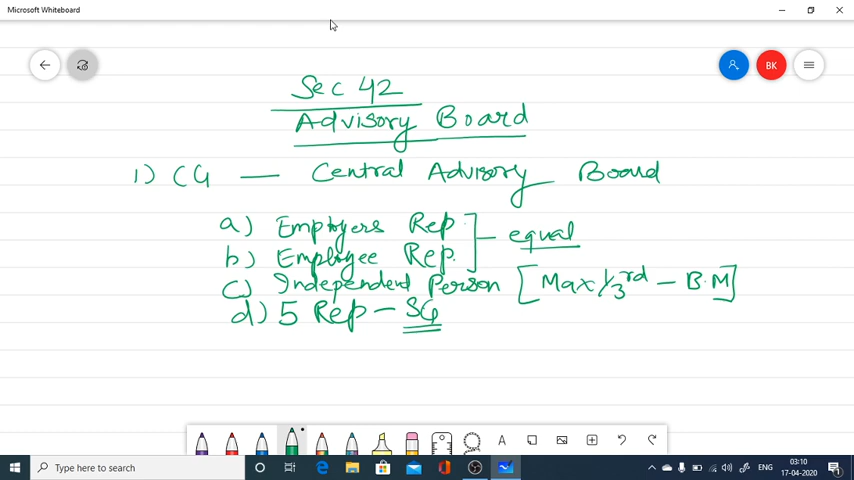 Microsoft Whiteboard
BK
Sec 42
Advisory Board
1) CG — Central Advisory Board
a) Employers Rep.
b) Employee Rep. — equal
c) Independent Person [Max 1/3rd — B.M]
d) 5 Rep — SG
A
Type here to search
ENG
03:10
17-04-2020